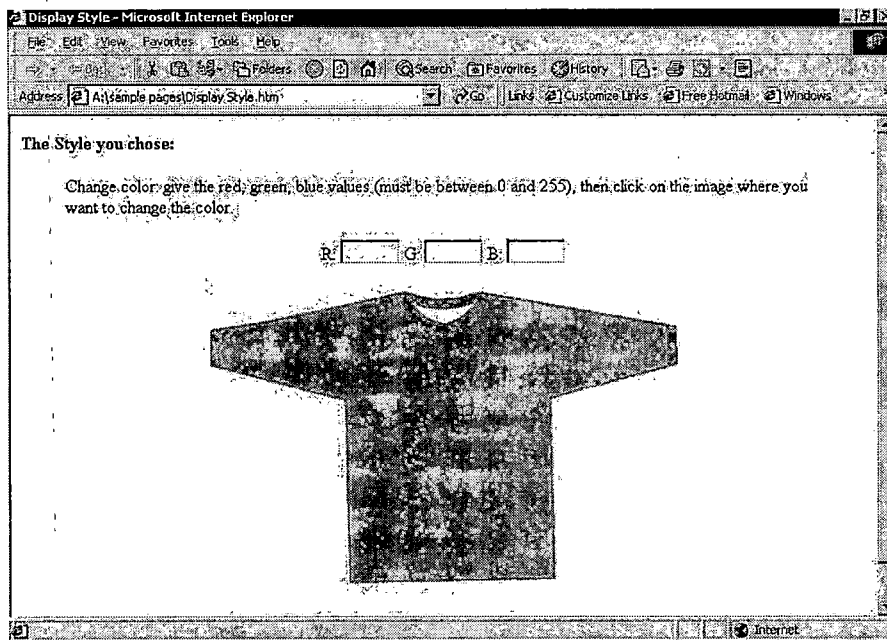 Display Style - Microsoft Internet Explorer
File Edit View Favorites Tools Help
Back Folders Search Favorites History
Address A:\sample pages\Display Style.htm Go Links Customize Links Free Hotmail Windows
The Style you chose:
Change color: give the red, green, blue values (must be between 0 and 255), then click on the image where you
want to change the color.
R: G: B:
Internet